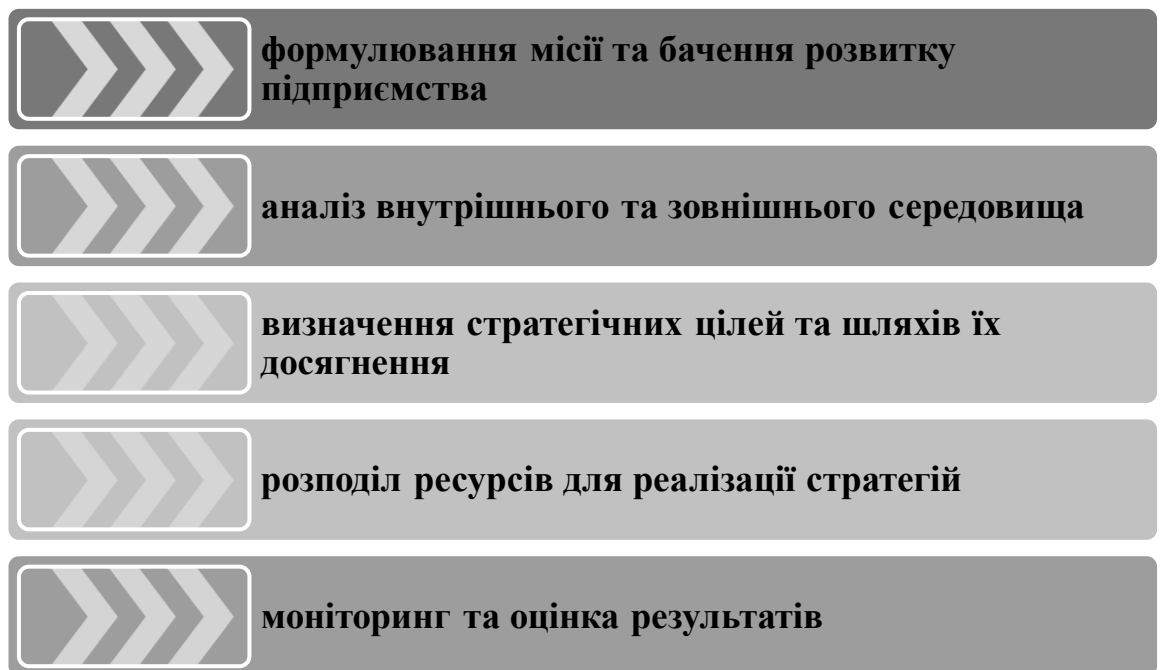 формулювання місії та бачення розвитку
підприємства
аналіз внутрішнього та зовнішнього середовища
визначення стратегічних цілей та шляхів їх
досягнення
розподіл ресурсів для реалізації стратегій
моніторинг та оцінка результатів